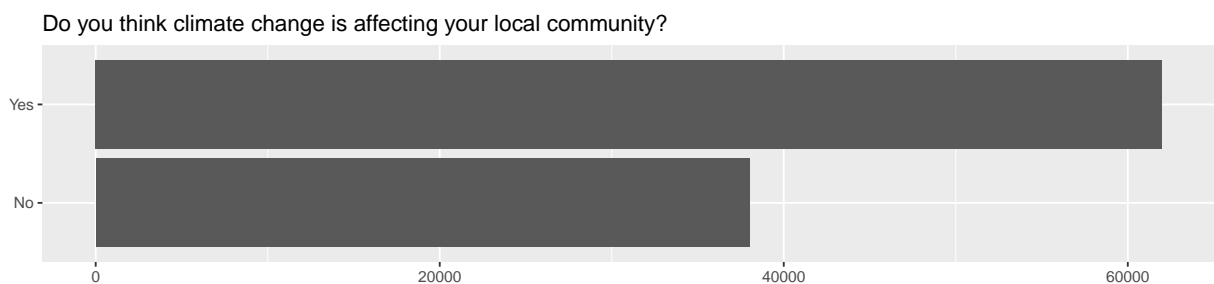 Do you think climate change is affecting your local community?
Yes
No
0 20000 40000 60000